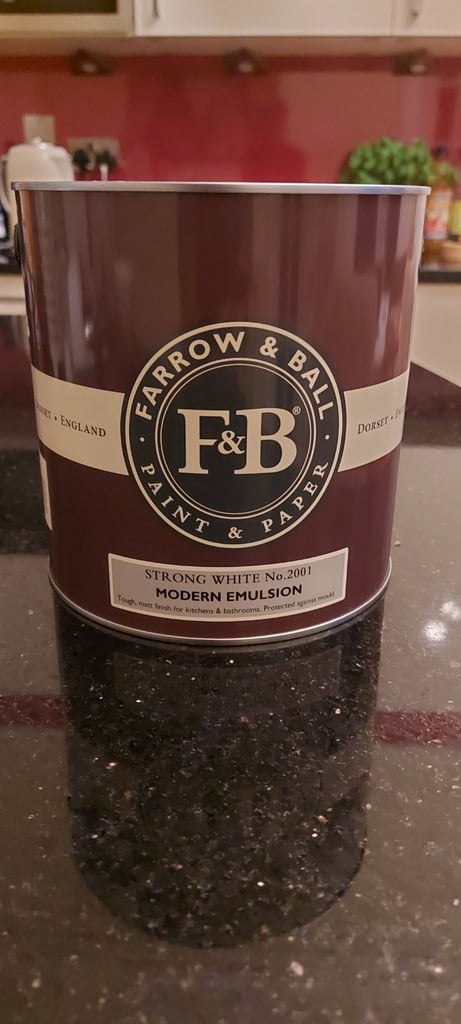 FARROW & BALL
F&B®
PAINT & PAPER
ENGLAND
DORSET
STRONG WHITE No.2001
MODERN EMULSION
Tough, matt finish for kitchens & bathrooms. Protected against mould